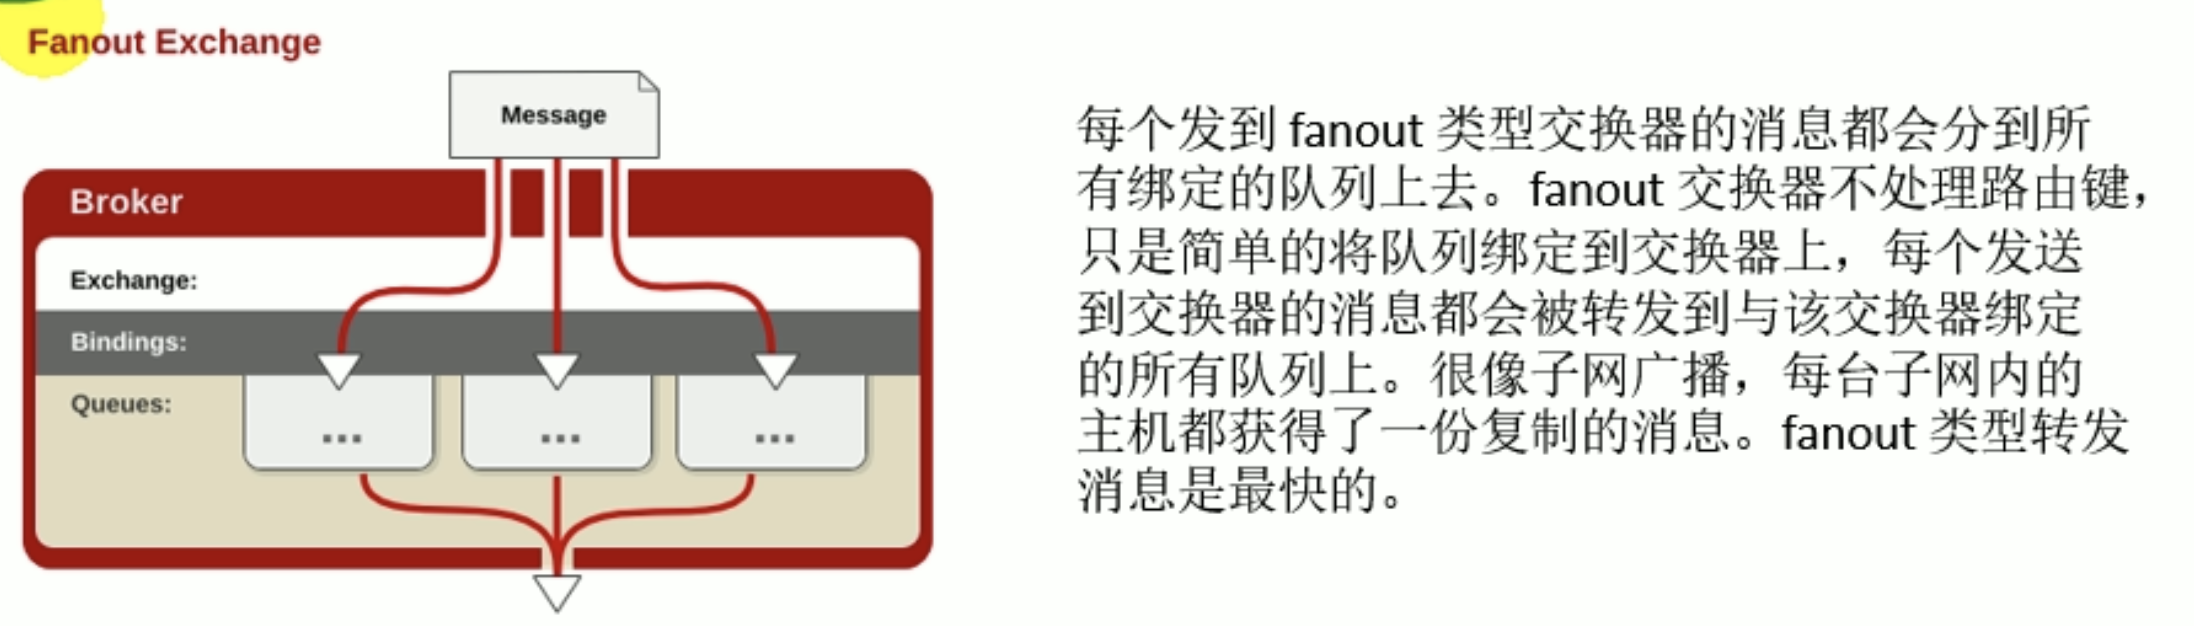 Fanout Exchange
Message
Broker
Exchange:
Bindings:
Queues:
...
...
...
每个发到 fanout 类型交换器的消息都会分到所
有绑定的队列上去。fanout 交换器不处理路由键，
只是简单的将队列绑定到交换器上，每个发送
到交换器的消息都会被转发到与该交换器绑定
的所有队列上。很像子网广播，每台子网内的
主机都获得了一份复制的消息。fanout 类型转发
消息是最快的。